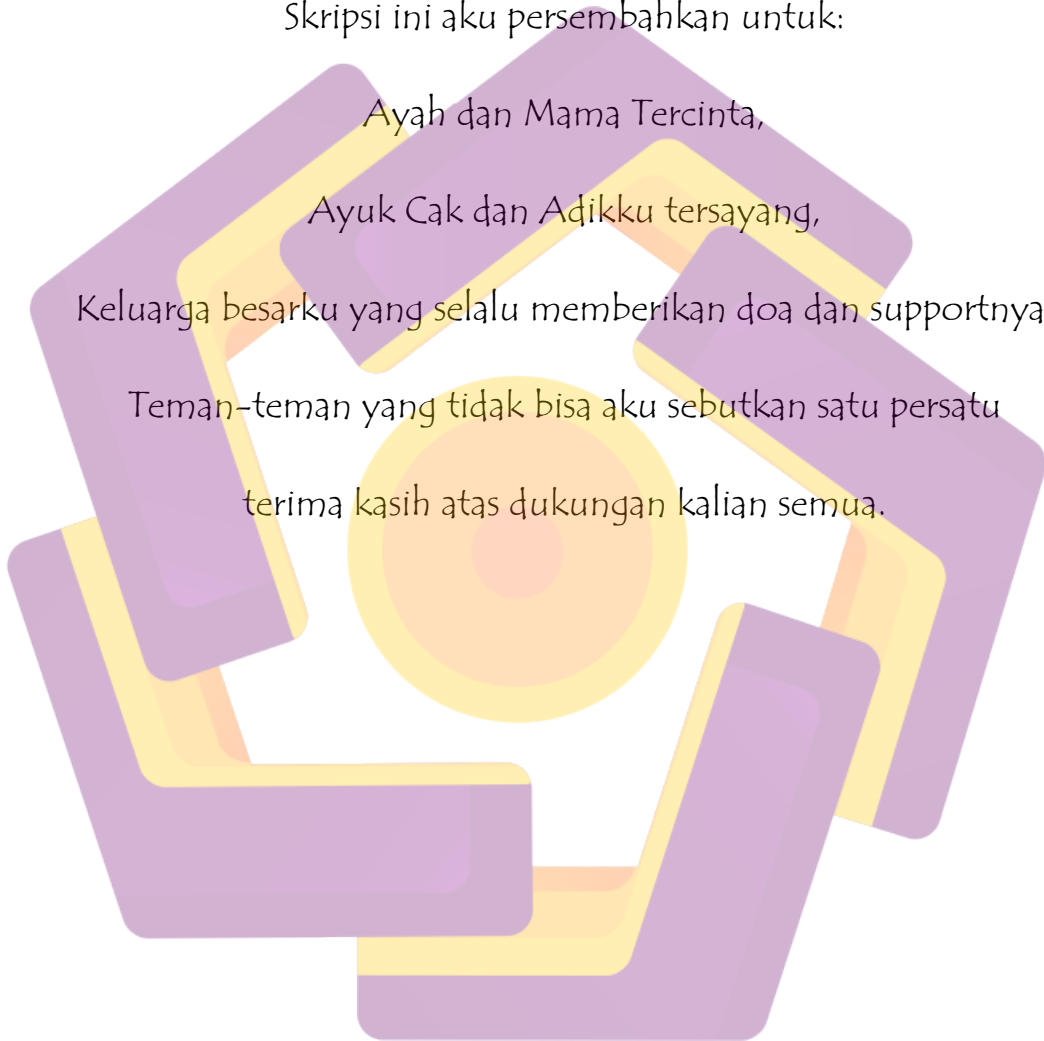 Skripsi ini aku persembahkan untuk:
Ayah dan Mama Tercinta,
Ayuk Cak dan Adikku tersayang,
Keluarga besarku yang selalu memberikan doa dan supportnya
Teman-teman yang tidak bisa aku sebutkan satu persatu
terima kasih atas dukungan kalian semua.